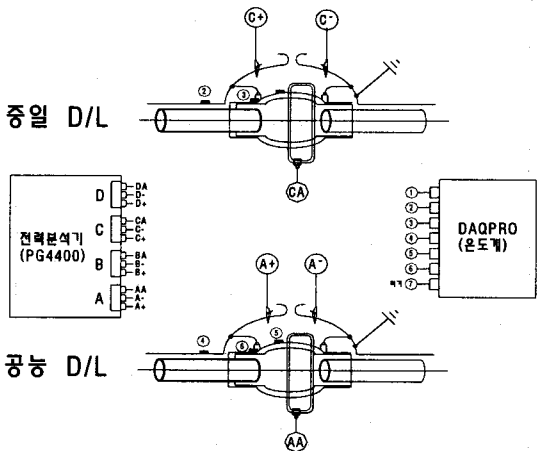 C+ C-
② ③
중일 D/L
CA
전력분석기
(PG4400)
D DA
D-
D+
C CA
C-
C+
B BA
B-
B+
A AA
A-
A+
①
②
③
④
⑤
⑥
⑦
DAQPRO
(온도계)
A+ A-
④ ⑥ ⑤
공능 D/L
AA